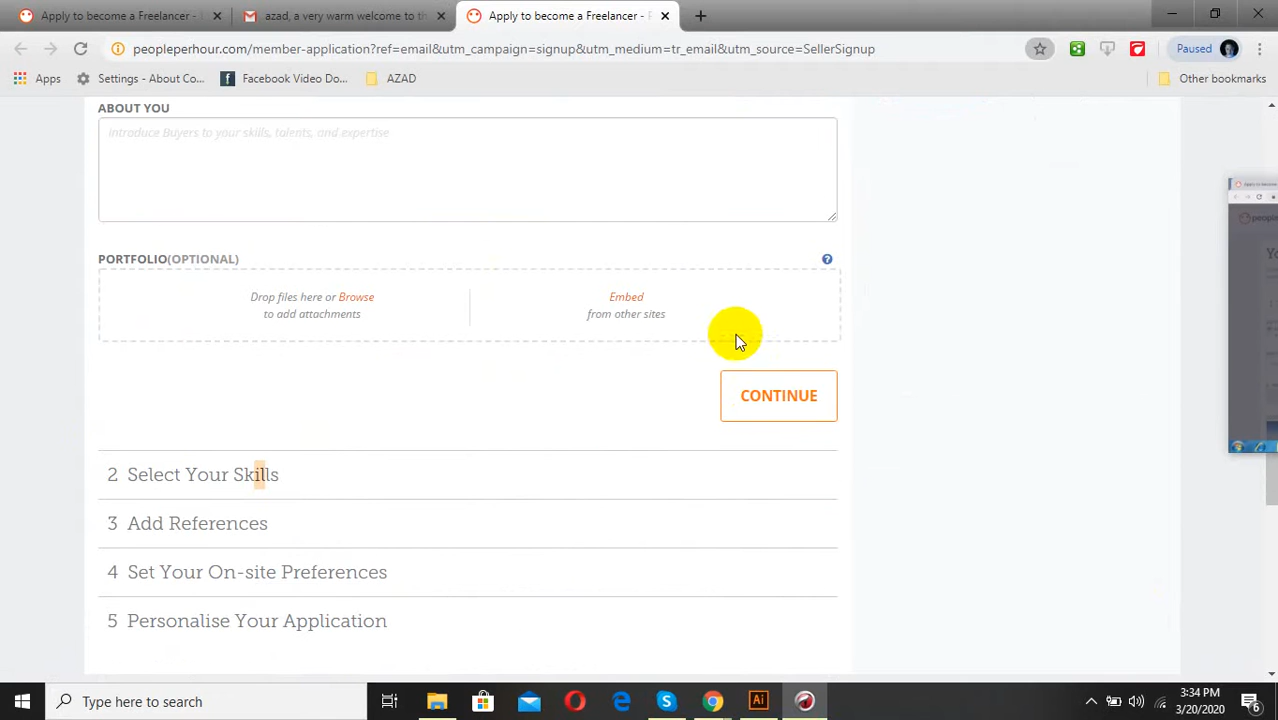 Apply to become a Freelancer -
azad, a very warm welcome to th
Apply to become a Freelancer - F
peopleperhour.com/member-application?ref=email&utm_campaign=signup&utm_medium=tr_email&utm_source=SellerSignup
Paused
Apps
Settings - About Co...
Facebook Video Do...
AZAD
Other bookmarks
ABOUT YOU
Introduce Buyers to your skills, talents, and expertise
PORTFOLIO(OPTIONAL)
Drop files here or Browse
to add attachments
Embed
from other sites
CONTINUE
2 Select Your Skills
3 Add References
4 Set Your On-site Preferences
5 Personalise Your Application
Type here to search
Ai
3:34 PM
3/20/2020
6